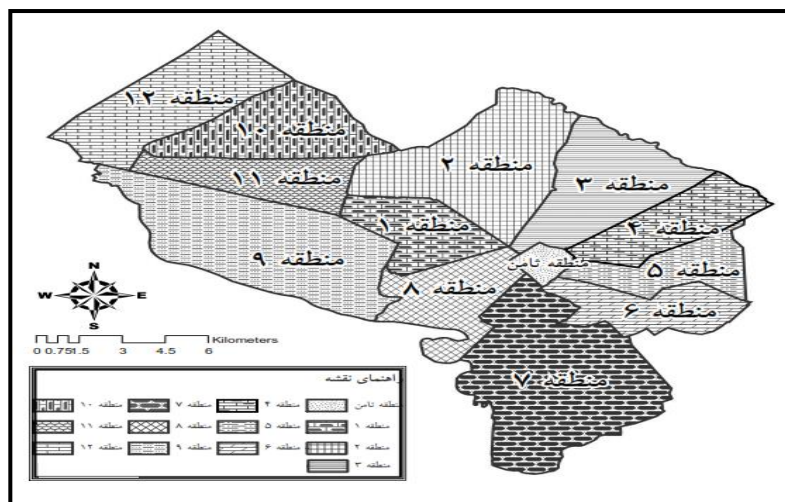 منطقه ۱۲
منطقه ۱۰
منطقه ۲
منطقه ۳
منطقه ۱۱
منطقه ۱
منطقه ۴
منطقه ۹
منطقه ثامن
منطقه ۵
منطقه ۸
منطقه ۶
منطقه ۷
N
W E
S
Kilometers
0 0.75 1.5 3 4.5 6
راهنمای نقشه
منطقه ثامن منطقه ۴ منطقه ۷ منطقه ۱۰
منطقه ۱ منطقه ۵ منطقه ۸ منطقه ۱۱
منطقه ۲ منطقه ۶ منطقه ۹ منطقه ۱۲
منطقه ۳